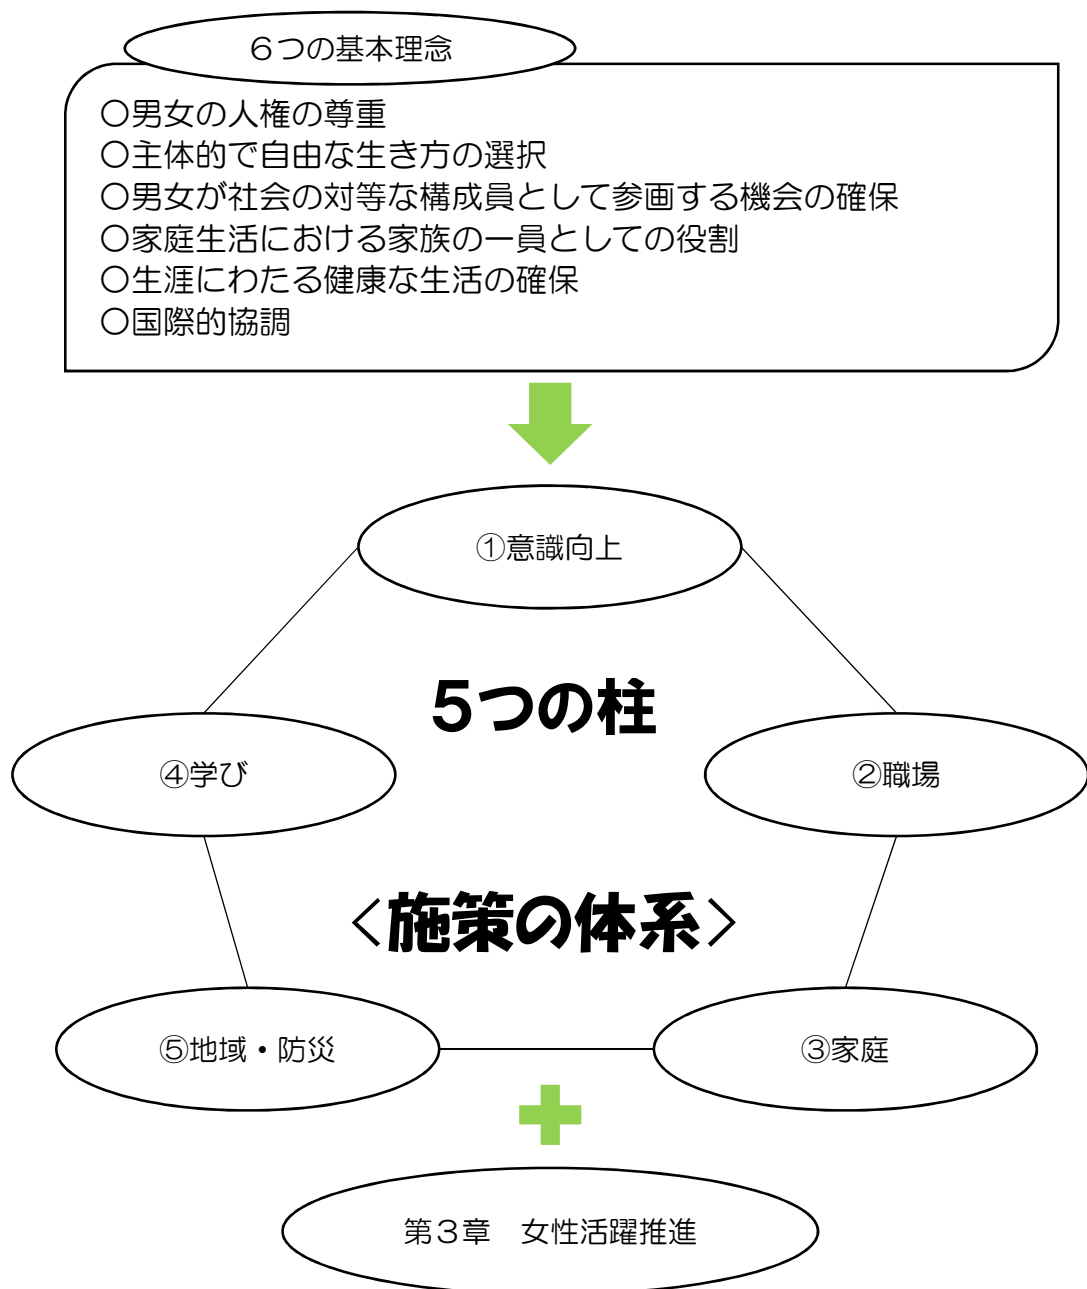 ６つの基本理念
〇男女の人権の尊重
〇主体的で自由な生き方の選択
〇男女が社会の対等な構成員として参画する機会の確保
〇家庭生活における家族の一員としての役割
〇生涯にわたる健康な生活の確保
〇国際的協調
①意識向上
５つの柱
④学び
②職場
＜施策の体系＞
⑤地域・防災
③家庭
第３章　女性活躍推進